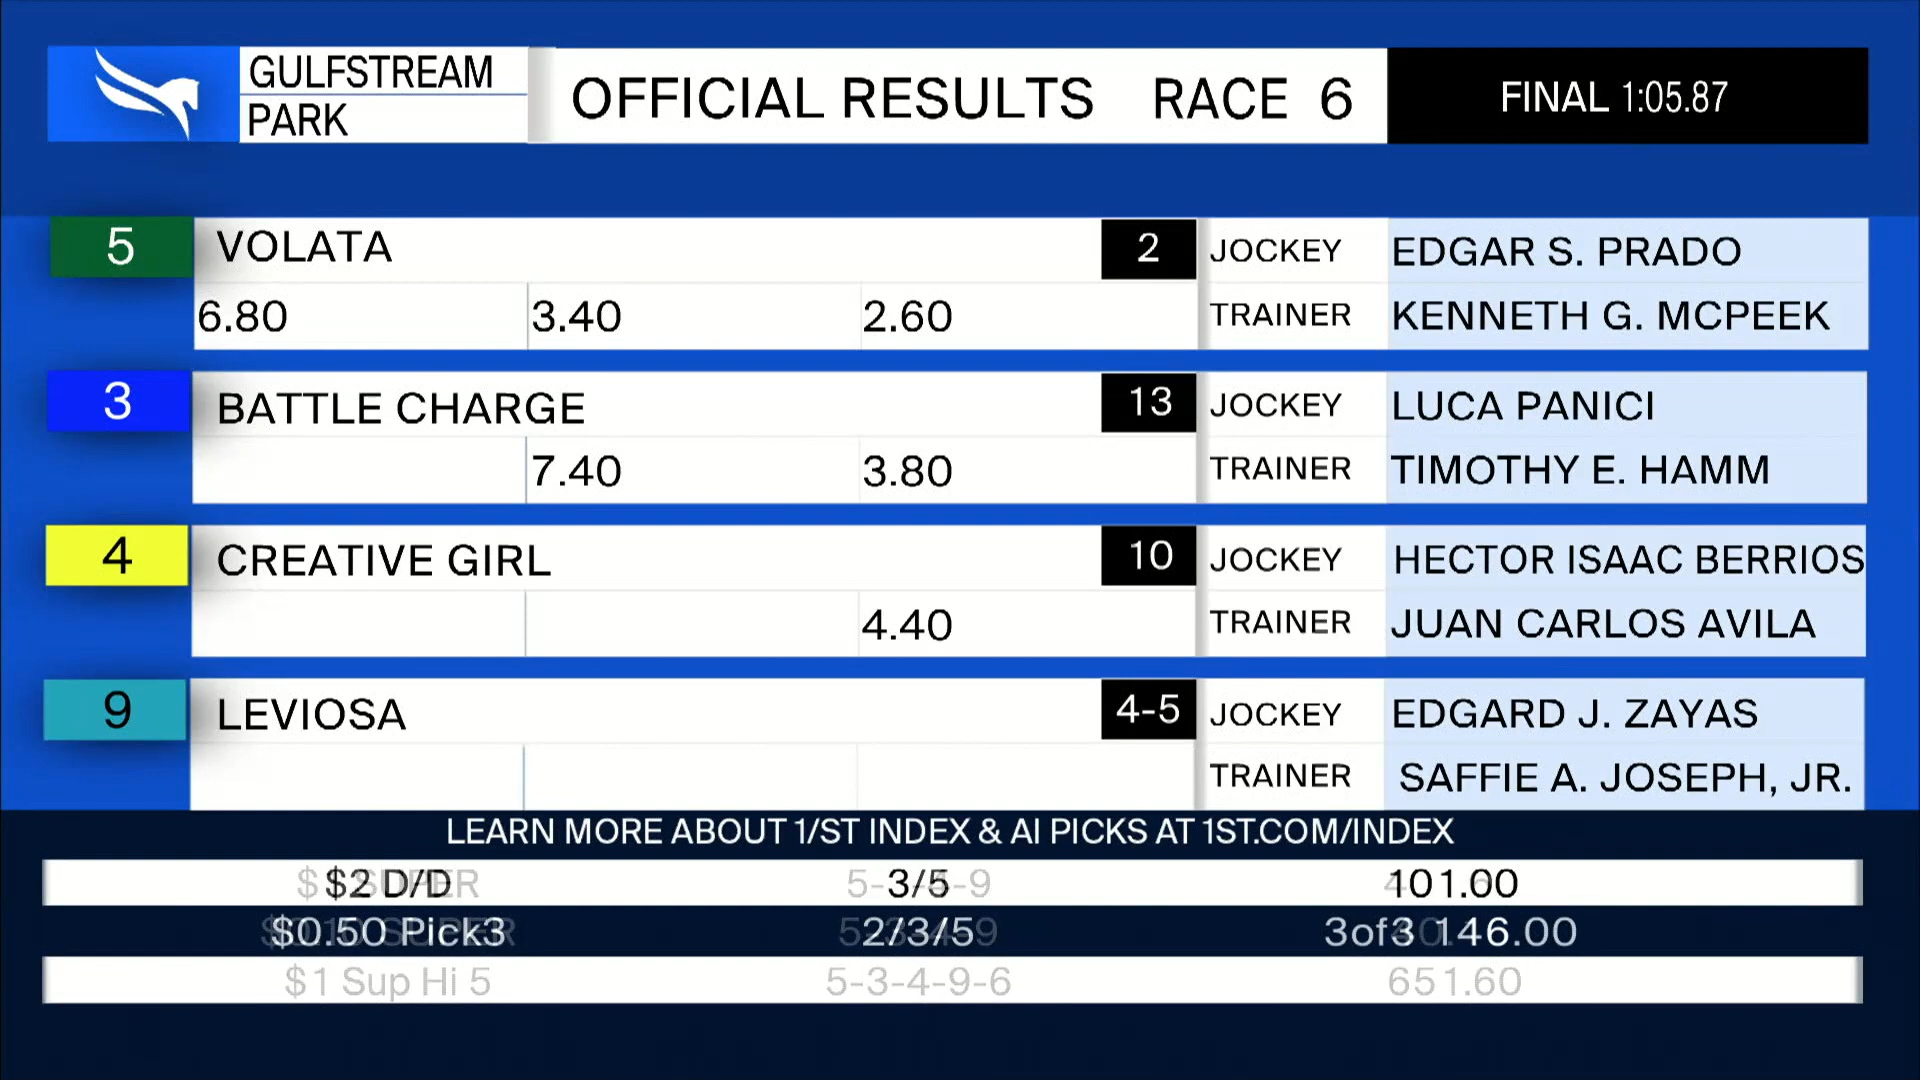 GULFSTREAM
PARK
OFFICIAL RESULTS RACE 6
FINAL 1:05.87
5 VOLATA 2 JOCKEY EDGAR S. PRADO
6.80 3.40 2.60 TRAINER KENNETH G. MCPEEK
3 BATTLE CHARGE 13 JOCKEY LUCA PANICI
7.40 3.80 TRAINER TIMOTHY E. HAMM
4 CREATIVE GIRL 10 JOCKEY HECTOR ISAAC BERRIOS
4.40 TRAINER JUAN CARLOS AVILA
9 LEVIOSA 4-5 JOCKEY EDGARD J. ZAYAS
TRAINER SAFFIE A. JOSEPH, JR.
LEARN MORE ABOUT 1/ST INDEX & AI PICKS AT 1ST.COM/INDEX
$2 D/D 3/5 101.00
$0.50 Pick3 2/3/5 3of3 146.00
$1 Sup Hi 5 5-3-4-9-6 651.60